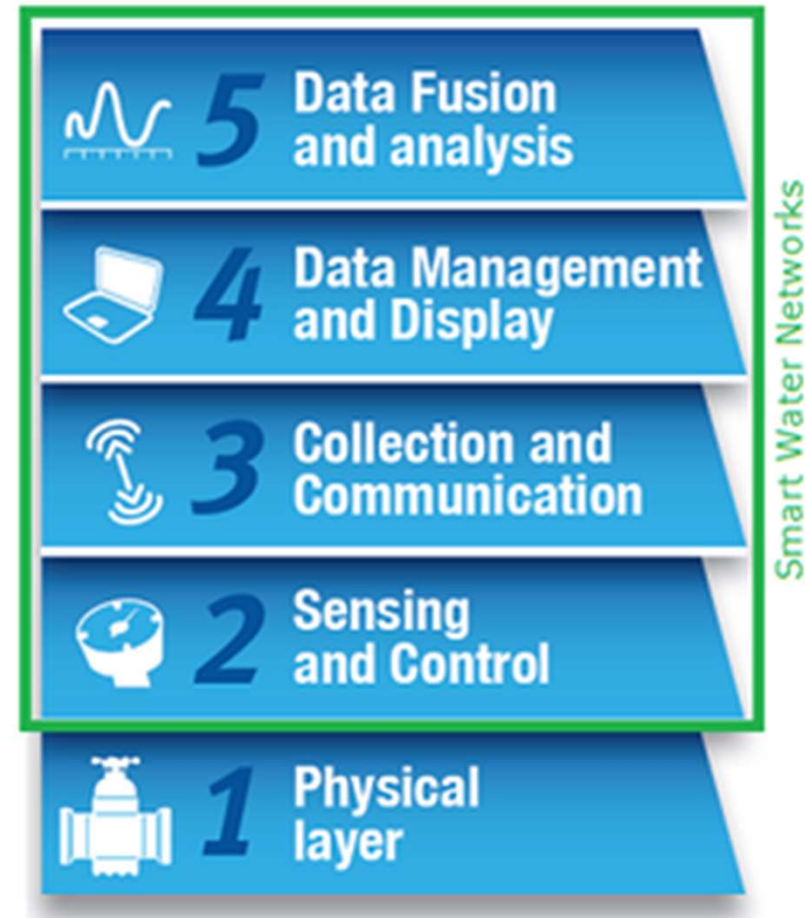 5
Data Fusion
and analysis
4
Data Management
and Display
3
Collection and
Communication
2
Sensing
and Control
1
Physical
layer
Smart Water Networks